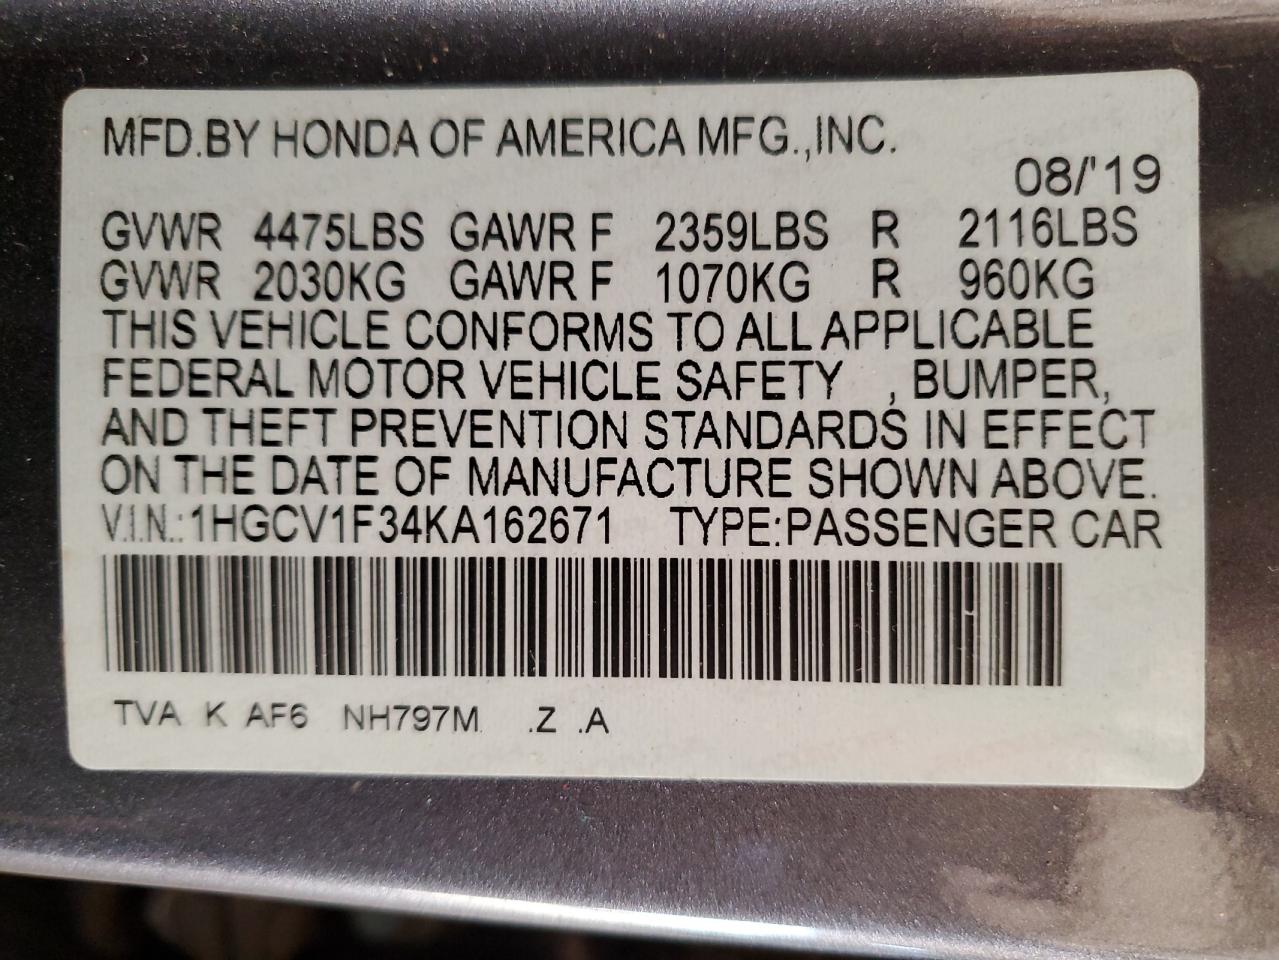 MFD.BY HONDA OF AMERICA MFG.,INC.
08/'19
GVWR 4475LBS GAWR F 2359LBS R 2116LBS
GVWR 2030KG GAWR F 1070KG R 960KG
THIS VEHICLE CONFORMS TO ALL APPLICABLE
FEDERAL MOTOR VEHICLE SAFETY , BUMPER,
AND THEFT PREVENTION STANDARDS IN EFFECT
ON THE DATE OF MANUFACTURE SHOWN ABOVE.
V.I.N.:1HGCV1F34KA162671 TYPE:PASSENGER CAR
TVA K AF6 NH797M .Z .A